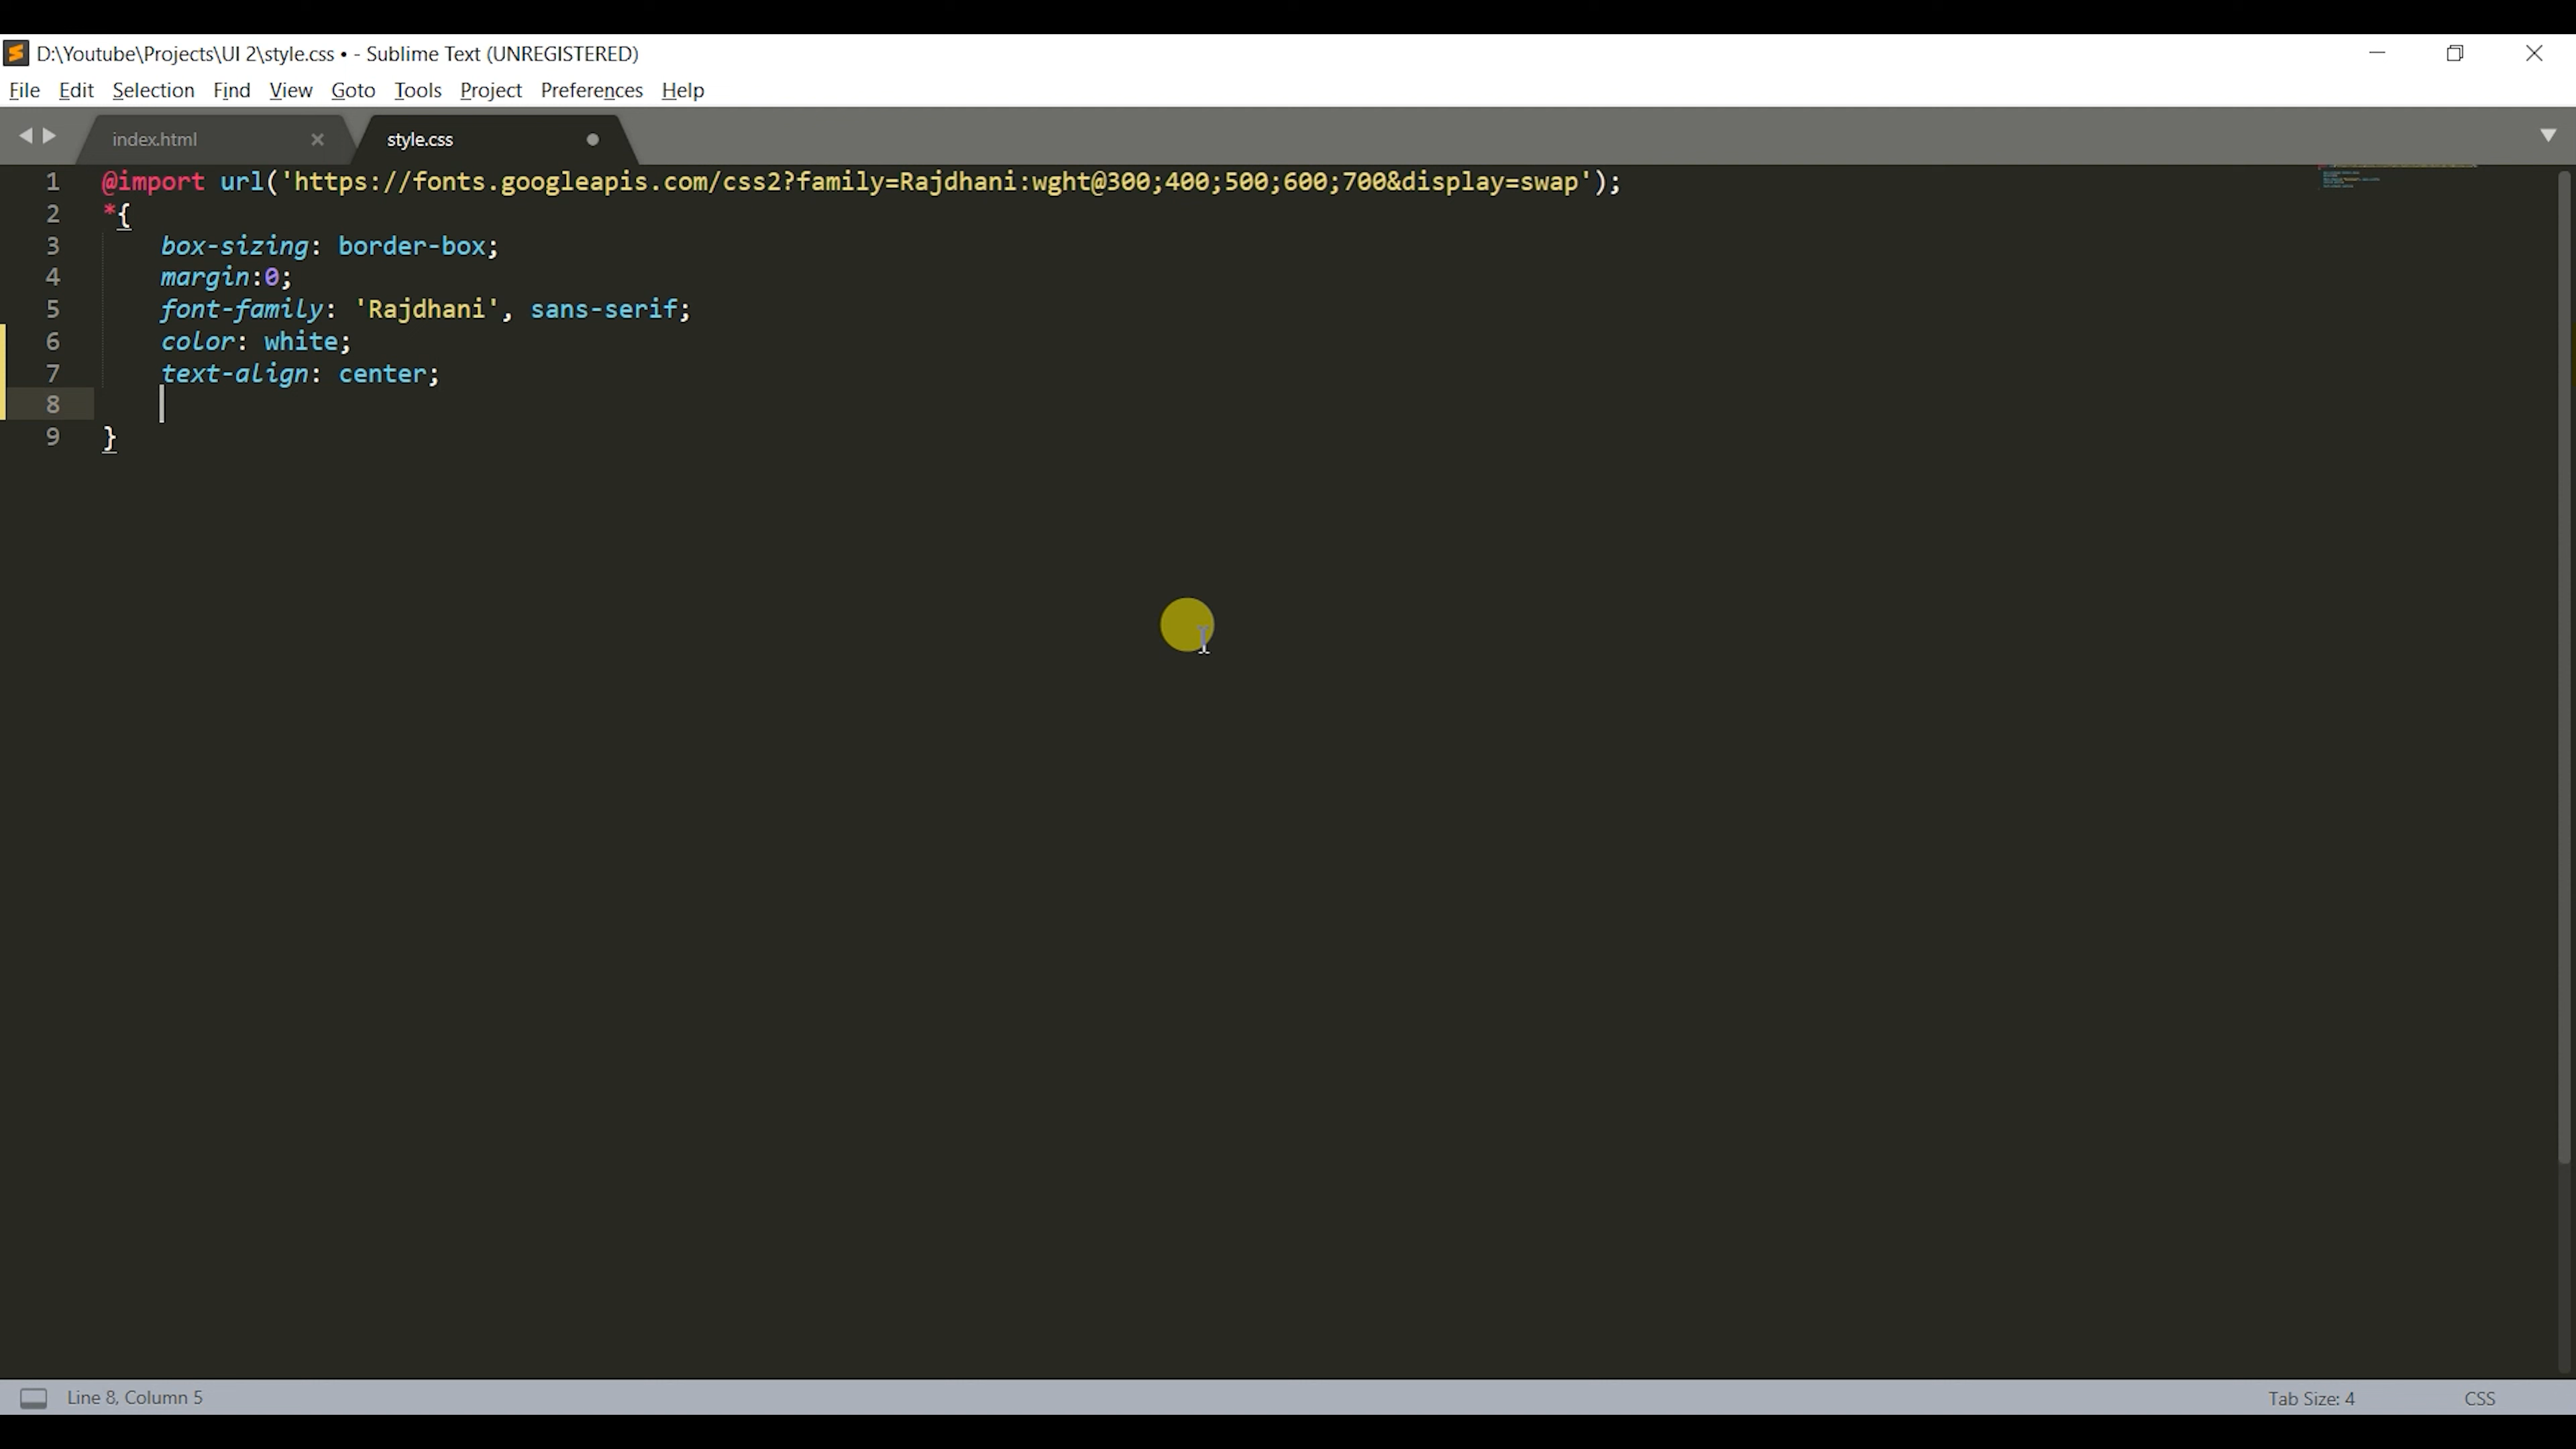 D:\Youtube\Projects\UI 2\style.css • - Sublime Text (UNREGISTERED)
File Edit Selection Find View Goto Tools Project Preferences Help
index.html style.css
1 @import url('https://fonts.googleapis.com/css2?family=Rajdhani:wght@300;400;500;600;700&display=swap');
2 *{
3 box-sizing: border-box;
4 margin:0;
5 font-family: 'Rajdhani', sans-serif;
6 color: white;
7 text-align: center;
8
9 }
Line 8, Column 5 Tab Size: 4 CSS